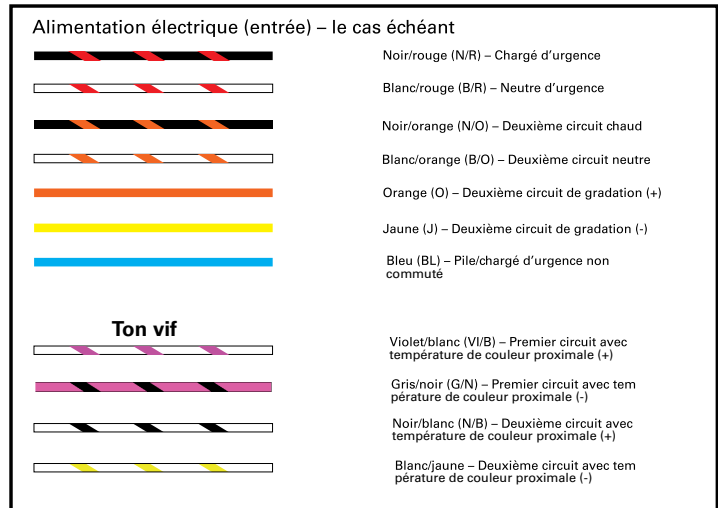 Alimentation électrique (entrée) – le cas échéant
Noir/rouge (N/R) – Chargé d'urgence
Blanc/rouge (B/R) – Neutre d'urgence
Noir/orange (N/O) – Deuxième circuit chaud
Blanc/orange (B/O) – Deuxième circuit neutre
Orange (O) – Deuxième circuit de gradation (+)
Jaune (J) – Deuxième circuit de gradation (-)
Bleu (BL) – Pile/chargé d'urgence non
commuté
Ton vif
Violet/blanc (VI/B) – Premier circuit avec
température de couleur proximale (+)
Gris/noir (G/N) – Premier circuit avec tem
pérature de couleur proximale (-)
Noir/blanc (N/B) – Deuxième circuit avec
température de couleur proximale (+)
Blanc/jaune – Deuxième circuit avec tem
pérature de couleur proximale (-)